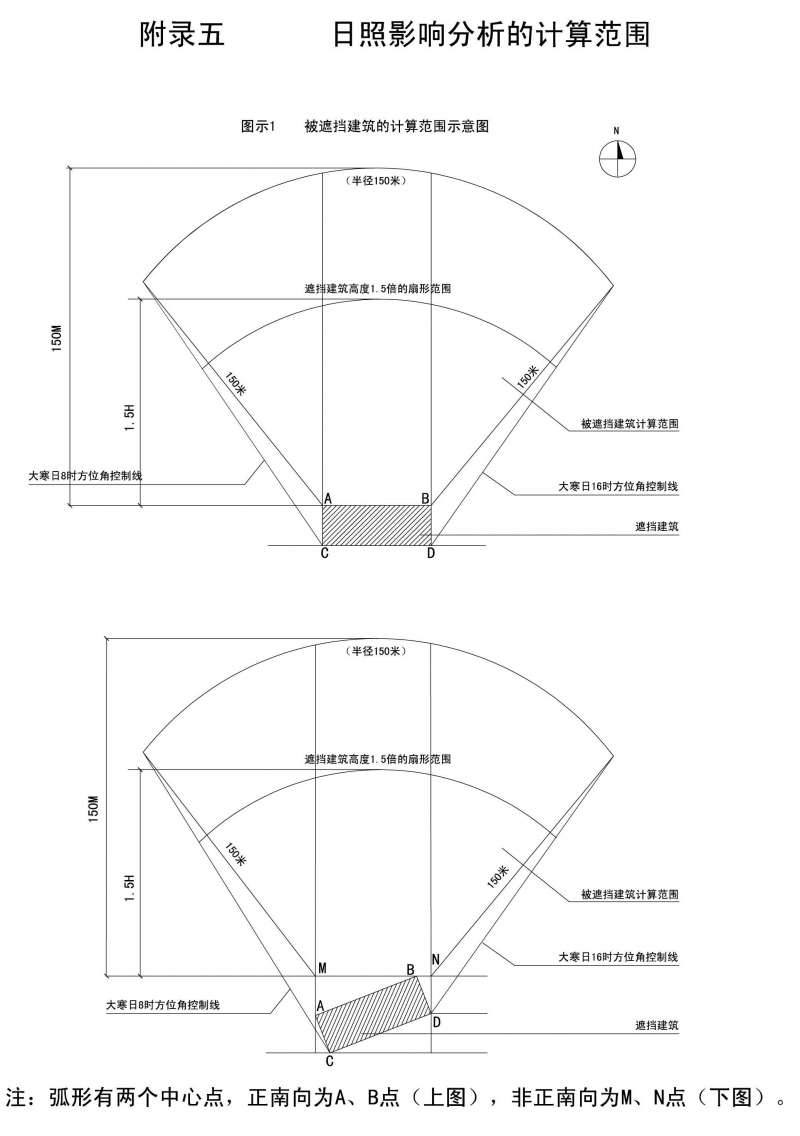 附录五 日照影响分析的计算范围
图示1 被遮挡建筑的计算范围示意图
N
(半径150米)
遮挡建筑高度1.5倍的扇形范围
150M
1.5H
150米
150米
被遮挡建筑计算范围
大寒日8时方位角控制线
大寒日16时方位角控制线
A
B
遮挡建筑
C
D
(半径150米)
遮挡建筑高度1.5倍的扇形范围
150M
1.5H
150米
150米
被遮挡建筑计算范围
大寒日16时方位角控制线
M
B
N
大寒日8时方位角控制线
A
D
遮挡建筑
C
注：弧形有两个中心点，正南向为A、B点（上图），非正南向为M、N点（下图）。